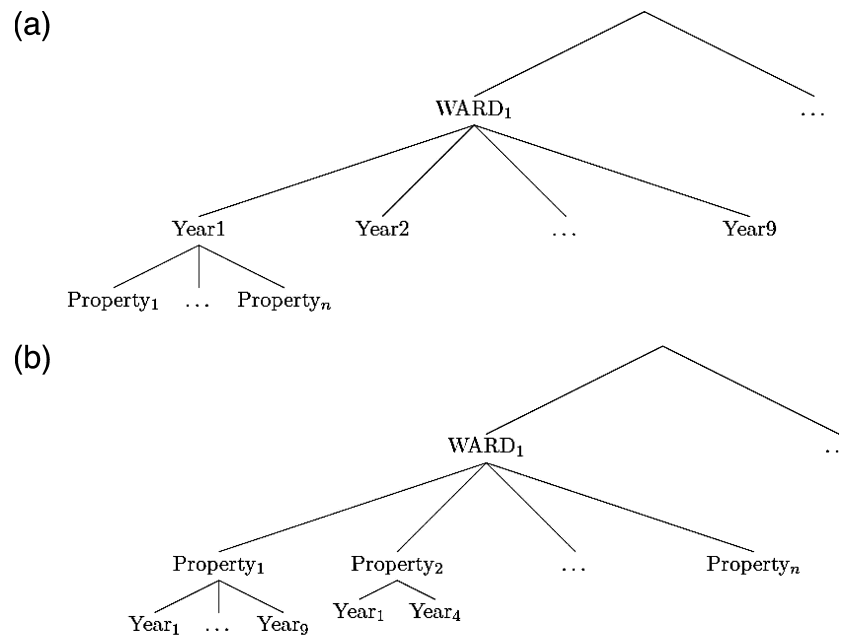 (a)
WARD₁ ...
Year1 Year2 ... Year9
Property₁ ... Propertyₙ
(b)
WARD₁ ..
Property₁ Property₂ ... Propertyₙ
Year₁ ... Year₉ Year₁ Year₄